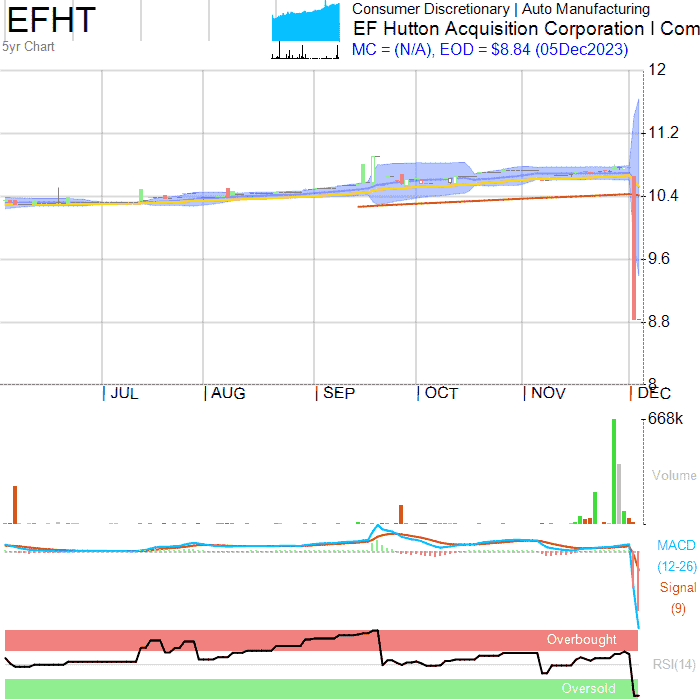 EFHT
5yr Chart
Consumer Discretionary | Auto Manufacturing
EF Hutton Acquisition Corporation I Com
MC = (N/A), EOD = $8.84 (05Dec2023)
12
11.2
10.4
9.6
8.8
8
JUL AUG SEP OCT NOV DEC
668k
Volume
MACD
(12-26)
Signal
(9)
Overbought
RSI(14)
Oversold